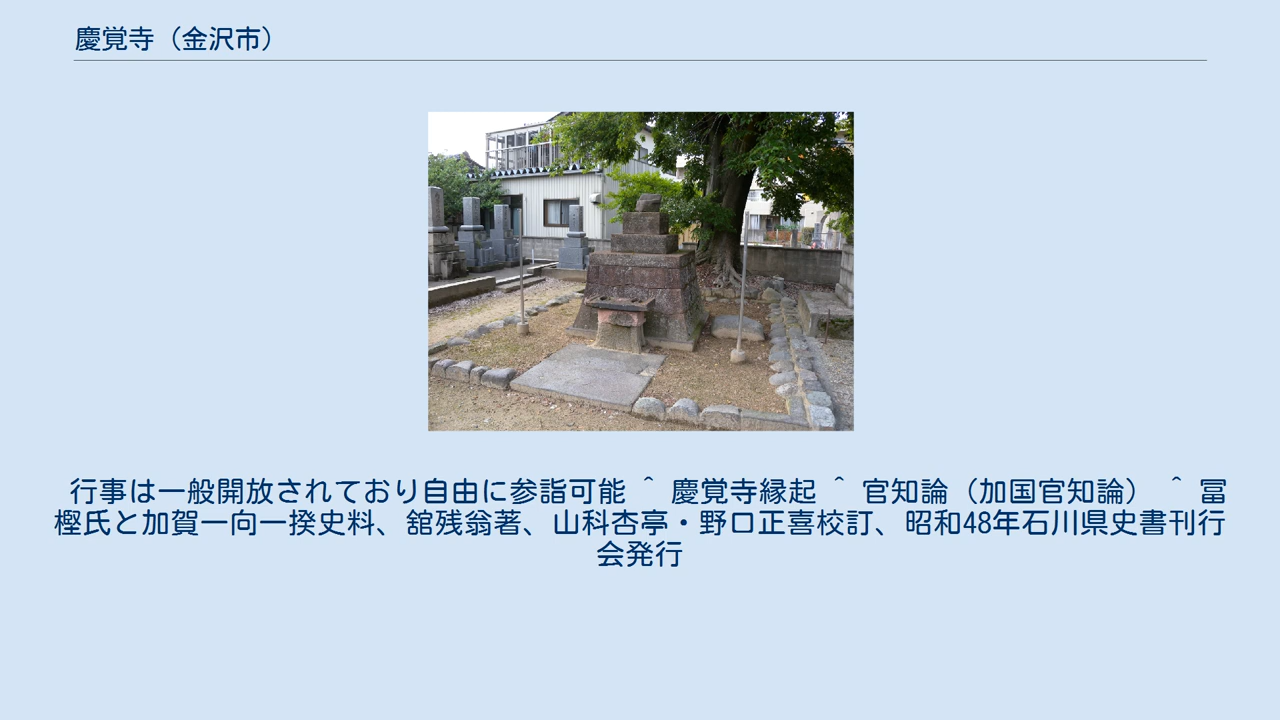 慶覚寺（金沢市）
行事は一般開放されており自由に参詣可能 ^ 慶覚寺縁起 ^ 官知論（加国官知論） ^ 冨
樫氏と加賀一向一揆史料、舘残翁著、山科杏亭・野口正喜校訂、昭和48年石川県史書刊行
会発行